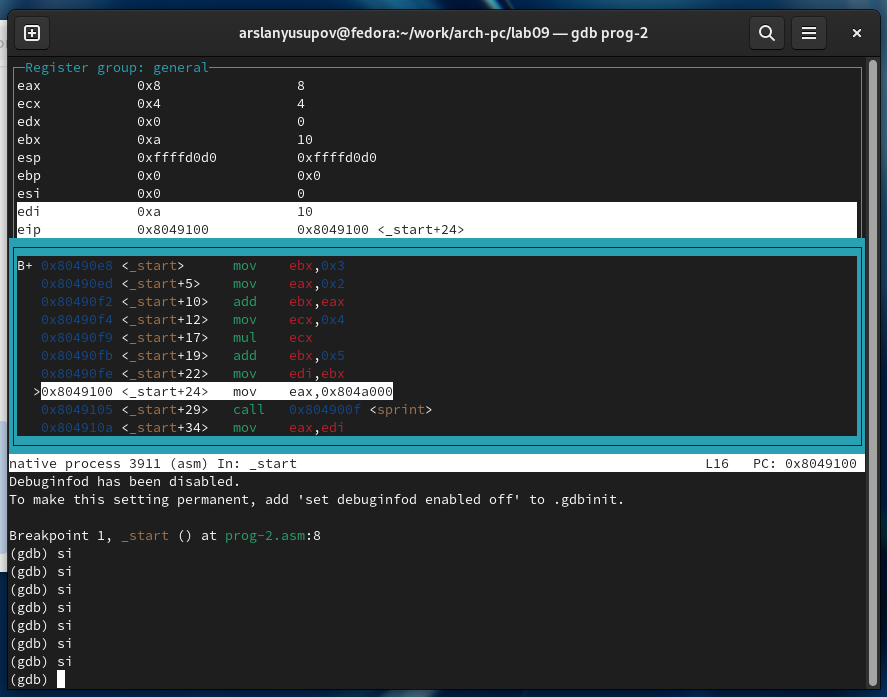 arslanyusupov@fedora:~/work/arch-pc/lab09 — gdb prog-2
Register group: general
eax 0x8 8
ecx 0x4 4
edx 0x0 0
ebx 0xa 10
esp 0xffffd0d0 0xffffd0d0
ebp 0x0 0x0
esi 0x0 0
edi 0xa 10
eip 0x8049100 0x8049100 <_start+24>
B+ 0x80490e8 <_start> mov ebx,0x3
0x80490ed <_start+5> mov eax,0x2
0x80490f2 <_start+10> add ebx,eax
0x80490f4 <_start+12> mov ecx,0x4
0x80490f9 <_start+17> mul ecx
0x80490fb <_start+19> add ebx,0x5
0x80490fe <_start+22> mov edi,ebx
>0x8049100 <_start+24> mov eax,0x804a000
0x8049105 <_start+29> call 0x804900f <sprint>
0x804910a <_start+34> mov eax,edi
native process 3911 (asm) In: _start L16 PC: 0x8049100
Debuginfod has been disabled.
To make this setting permanent, add 'set debuginfod enabled off' to .gdbinit.
Breakpoint 1, _start () at prog-2.asm:8
(gdb) si
(gdb) si
(gdb) si
(gdb) si
(gdb) si
(gdb) si
(gdb) si
(gdb)